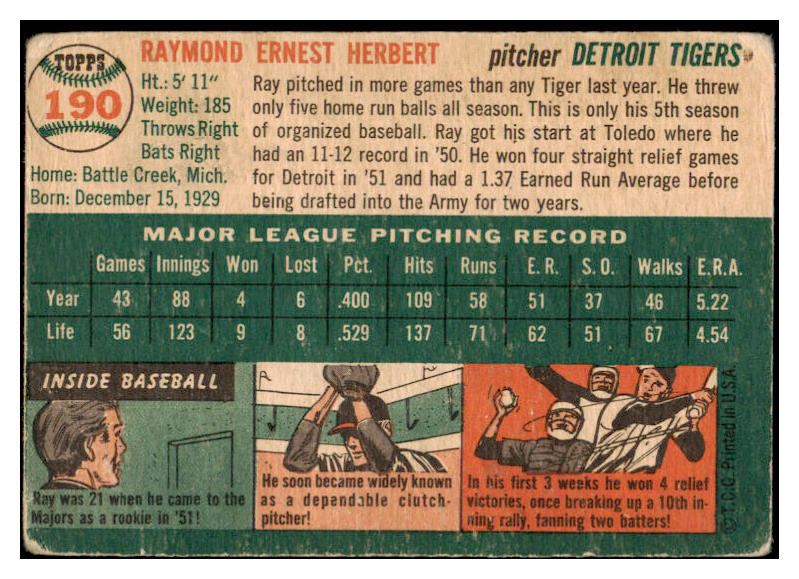 TOPPS
190
RAYMOND ERNEST HERBERT pitcher DETROIT TIGERS
Ht.: 5' 11"
Weight: 185
Throws Right
Bats Right
Home: Battle Creek, Mich.
Born: December 15, 1929
Ray pitched in more games than any Tiger last year. He threw
only five home run balls all season. This is only his 5th season
of organized baseball. Ray got his start at Toledo where he
had an 11-12 record in '50. He won four straight relief games
for Detroit in '51 and had a 1.37 Earned Run Average before
being drafted into the Army for two years.
MAJOR LEAGUE PITCHING RECORD
Games Innings Won Lost Pct. Hits Runs E.R. S.O. Walks E.R.A.
Year 43 88 4 6 .400 109 58 51 37 46 5.22
Life 56 123 9 8 .529 137 71 62 51 67 4.54
INSIDE BASEBALL
Ray was 21 when he came to the
Majors as a rookie in '51!
He soon became widely known
as a dependable clutch-
pitcher!
In his first 3 weeks he won 4 relief
victories, once breaking up a 10th in-
ning rally, fanning two batters!
© T.C.G. Printed in U.S.A.